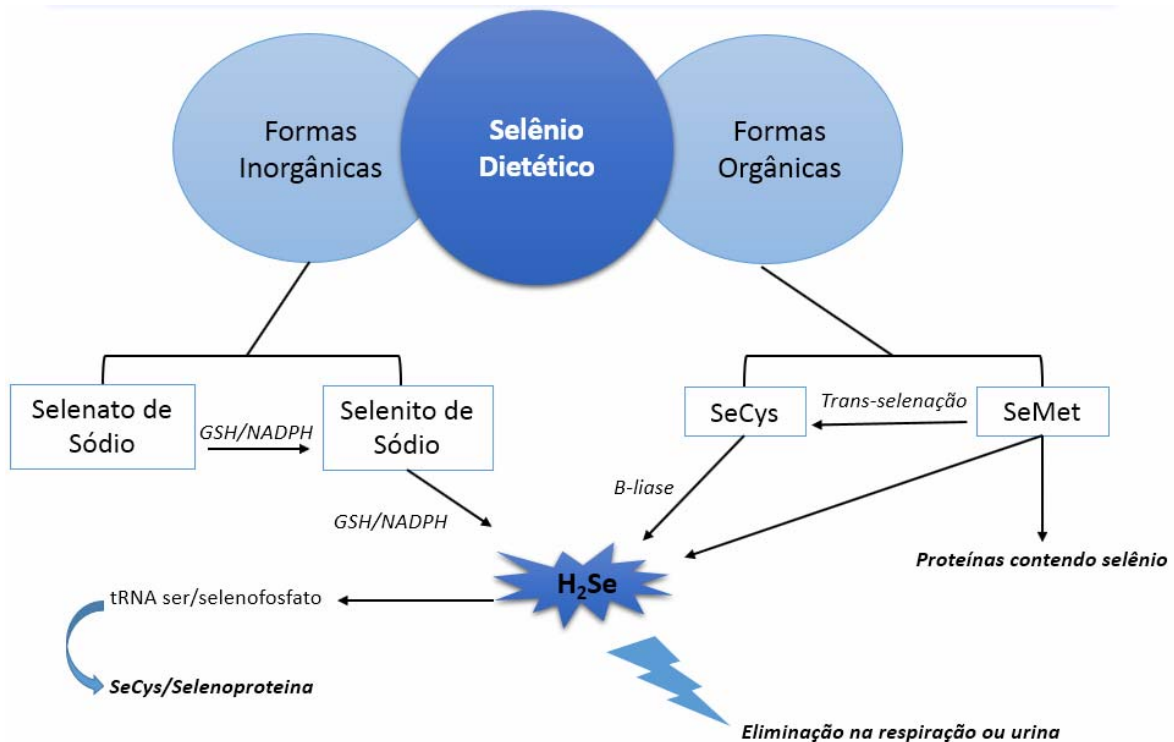 Formas
Inorgânicas
Selênio
Dietético
Formas
Orgânicas
Selenato de
Sódio
GSH/NADPH
Selenito de
Sódio
SeCys
Trans-selenação
SeMet
GSH/NADPH
B-liase
Proteínas contendo selênio
H₂Se
tRNA ser/selenofosfato
SeCys/Selenoproteina
Eliminação na respiração ou urina